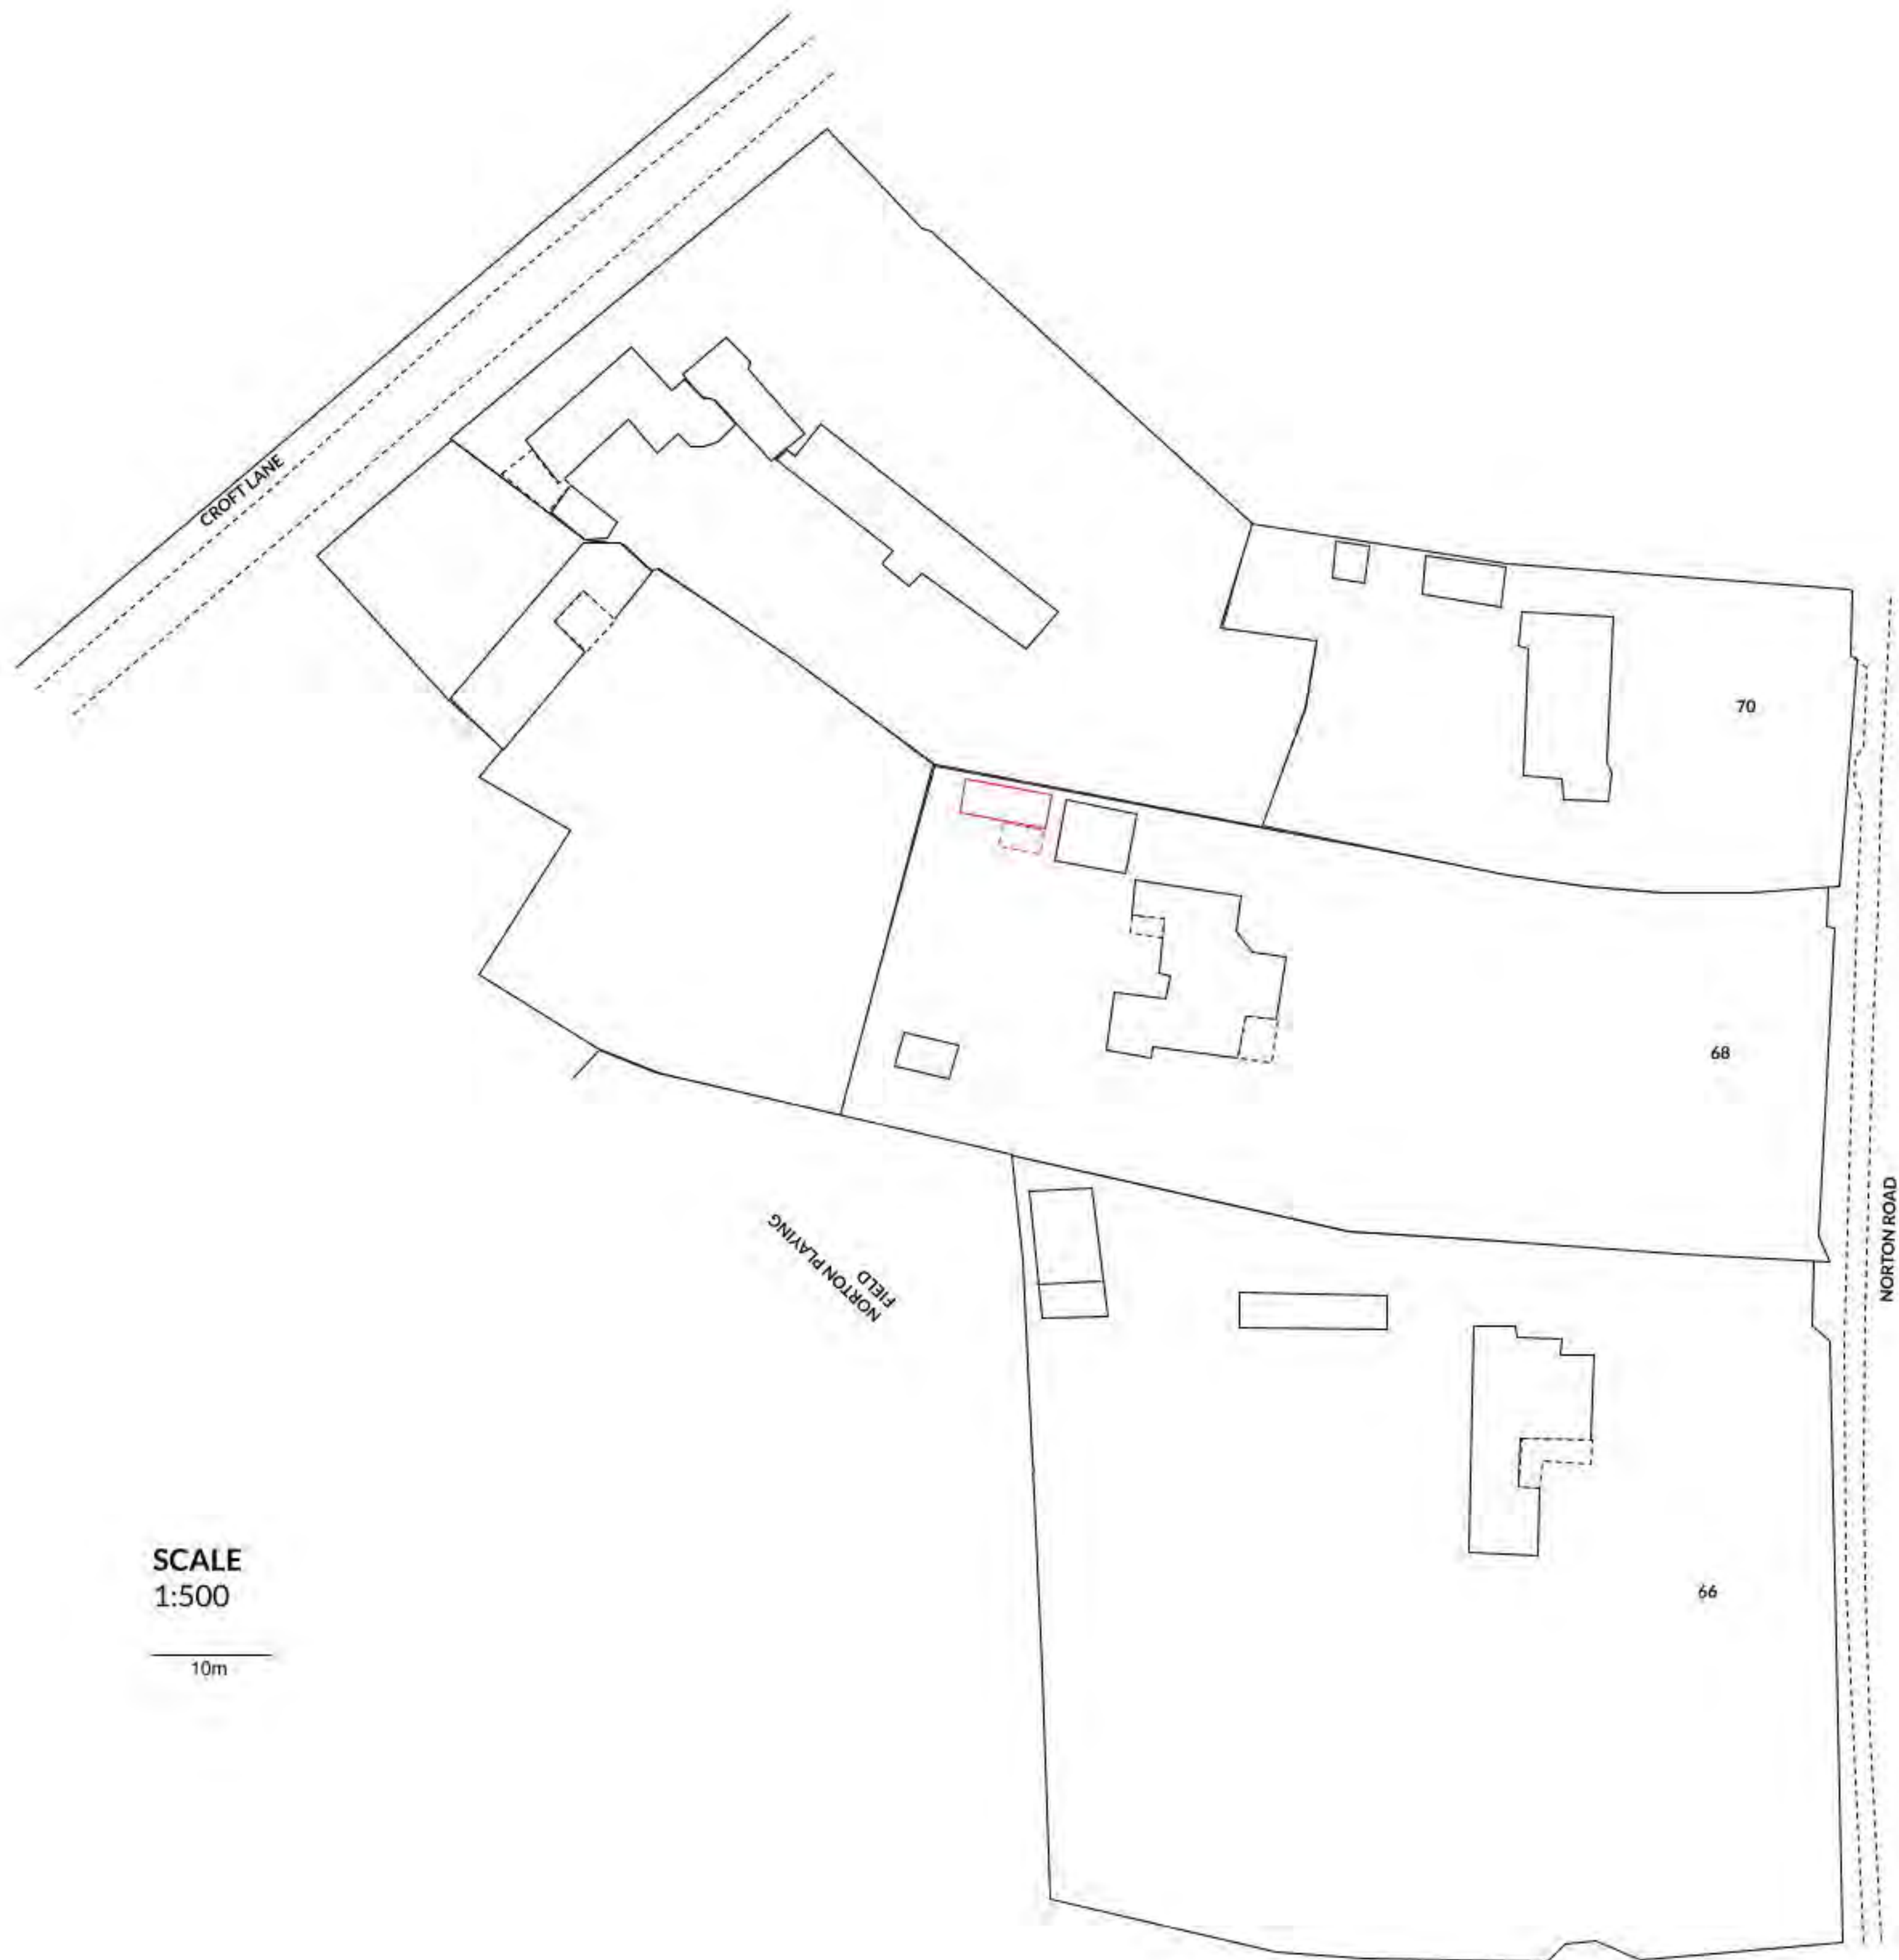 CROFT LANE
70
68
NORTON ROAD
NORTON PLAYING
FIELD
SCALE
1:500
66
10m